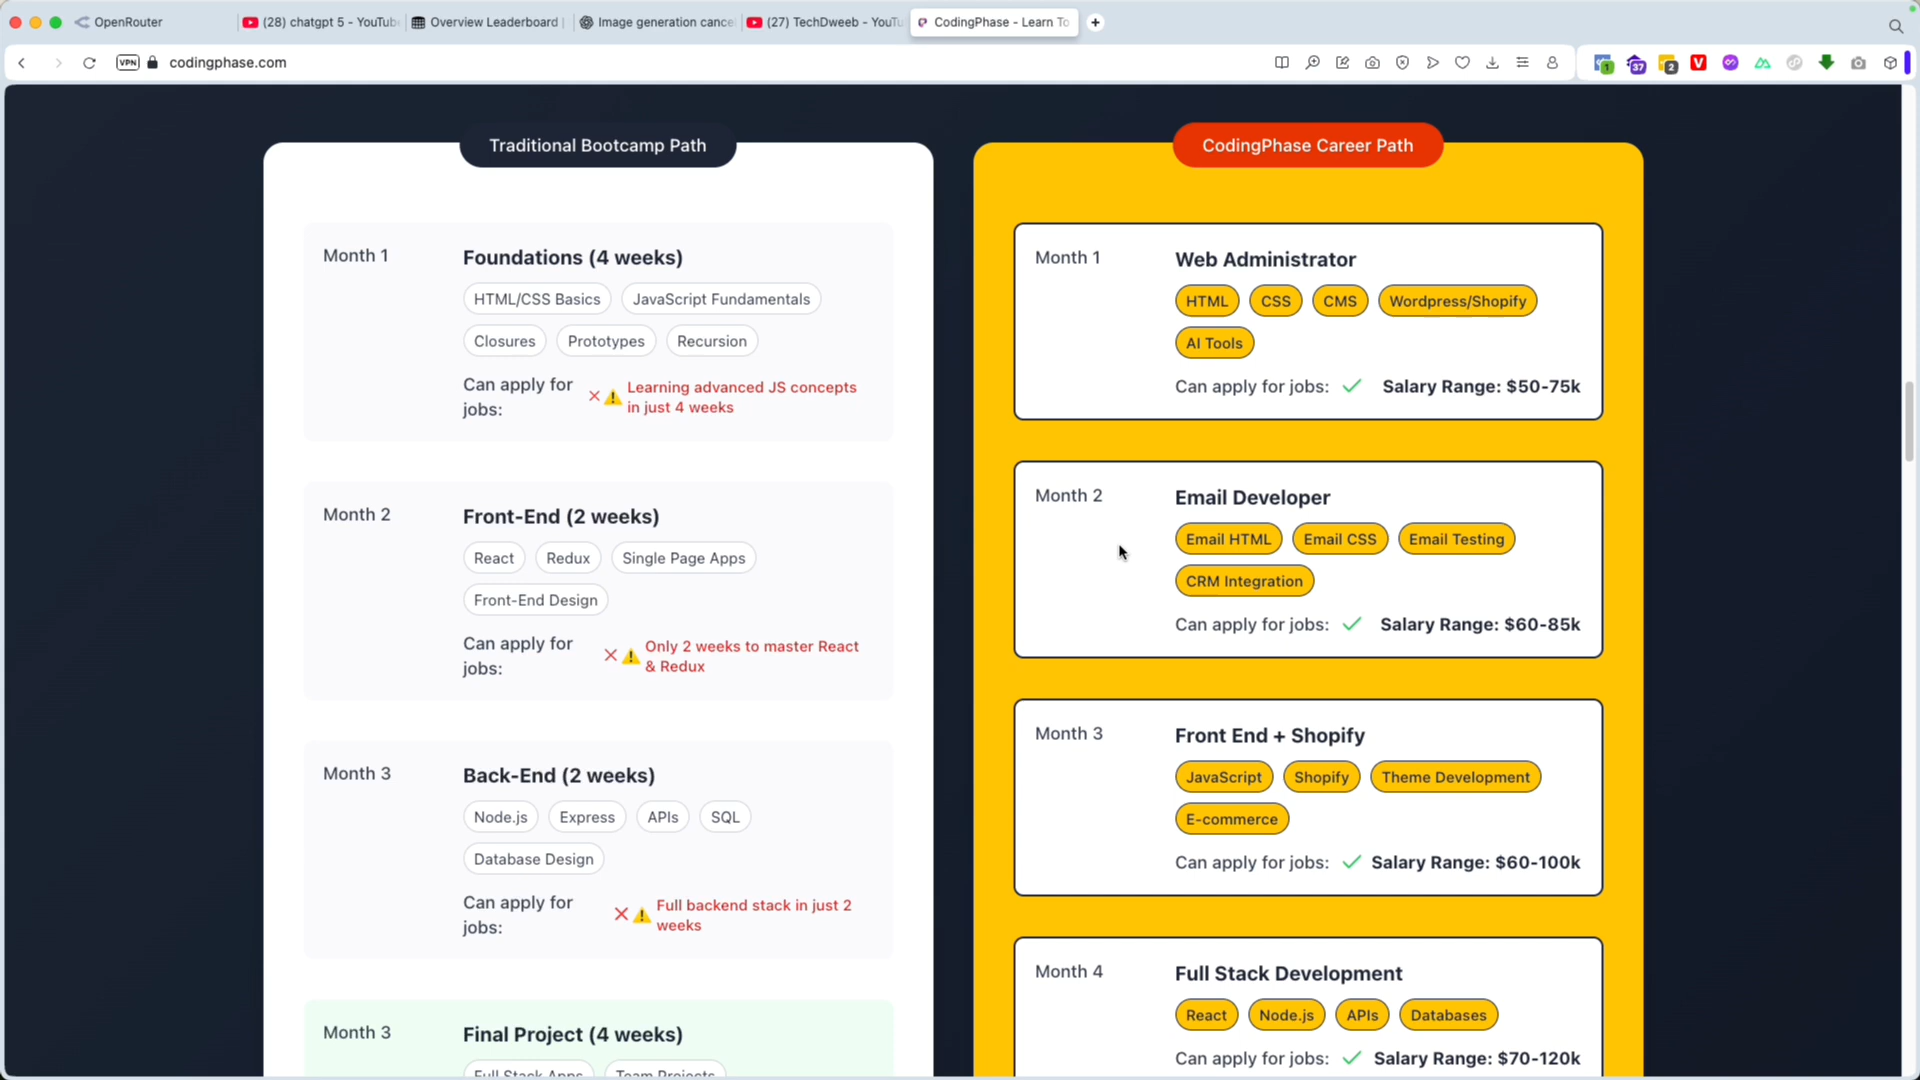 OpenRouter
(28) chatgpt 5 - YouTub
Overview Leaderboard |
Image generation cance
(27) TechDweeb - YouTu
CodingPhase - Learn To
VPN
codingphase.com
1
37
2
Traditional Bootcamp Path
Month 1
Foundations (4 weeks)
HTML/CSS Basics
JavaScript Fundamentals
Closures
Prototypes
Recursion
Can apply for
jobs:
Learning advanced JS concepts
in just 4 weeks
Month 2
Front-End (2 weeks)
React
Redux
Single Page Apps
Front-End Design
Can apply for
jobs:
Only 2 weeks to master React
& Redux
Month 3
Back-End (2 weeks)
Node.js
Express
APIs
SQL
Database Design
Can apply for
jobs:
Full backend stack in just 2
weeks
Month 3
Final Project (4 weeks)
Full Stack Apps
Team Projects
CodingPhase Career Path
Month 1
Web Administrator
HTML
CSS
CMS
Wordpress/Shopify
AI Tools
Can apply for jobs:
Salary Range: $50-75k
Month 2
Email Developer
Email HTML
Email CSS
Email Testing
CRM Integration
Can apply for jobs:
Salary Range: $60-85k
Month 3
Front End + Shopify
JavaScript
Shopify
Theme Development
E-commerce
Can apply for jobs:
Salary Range: $60-100k
Month 4
Full Stack Development
React
Node.js
APIs
Databases
Can apply for jobs:
Salary Range: $70-120k